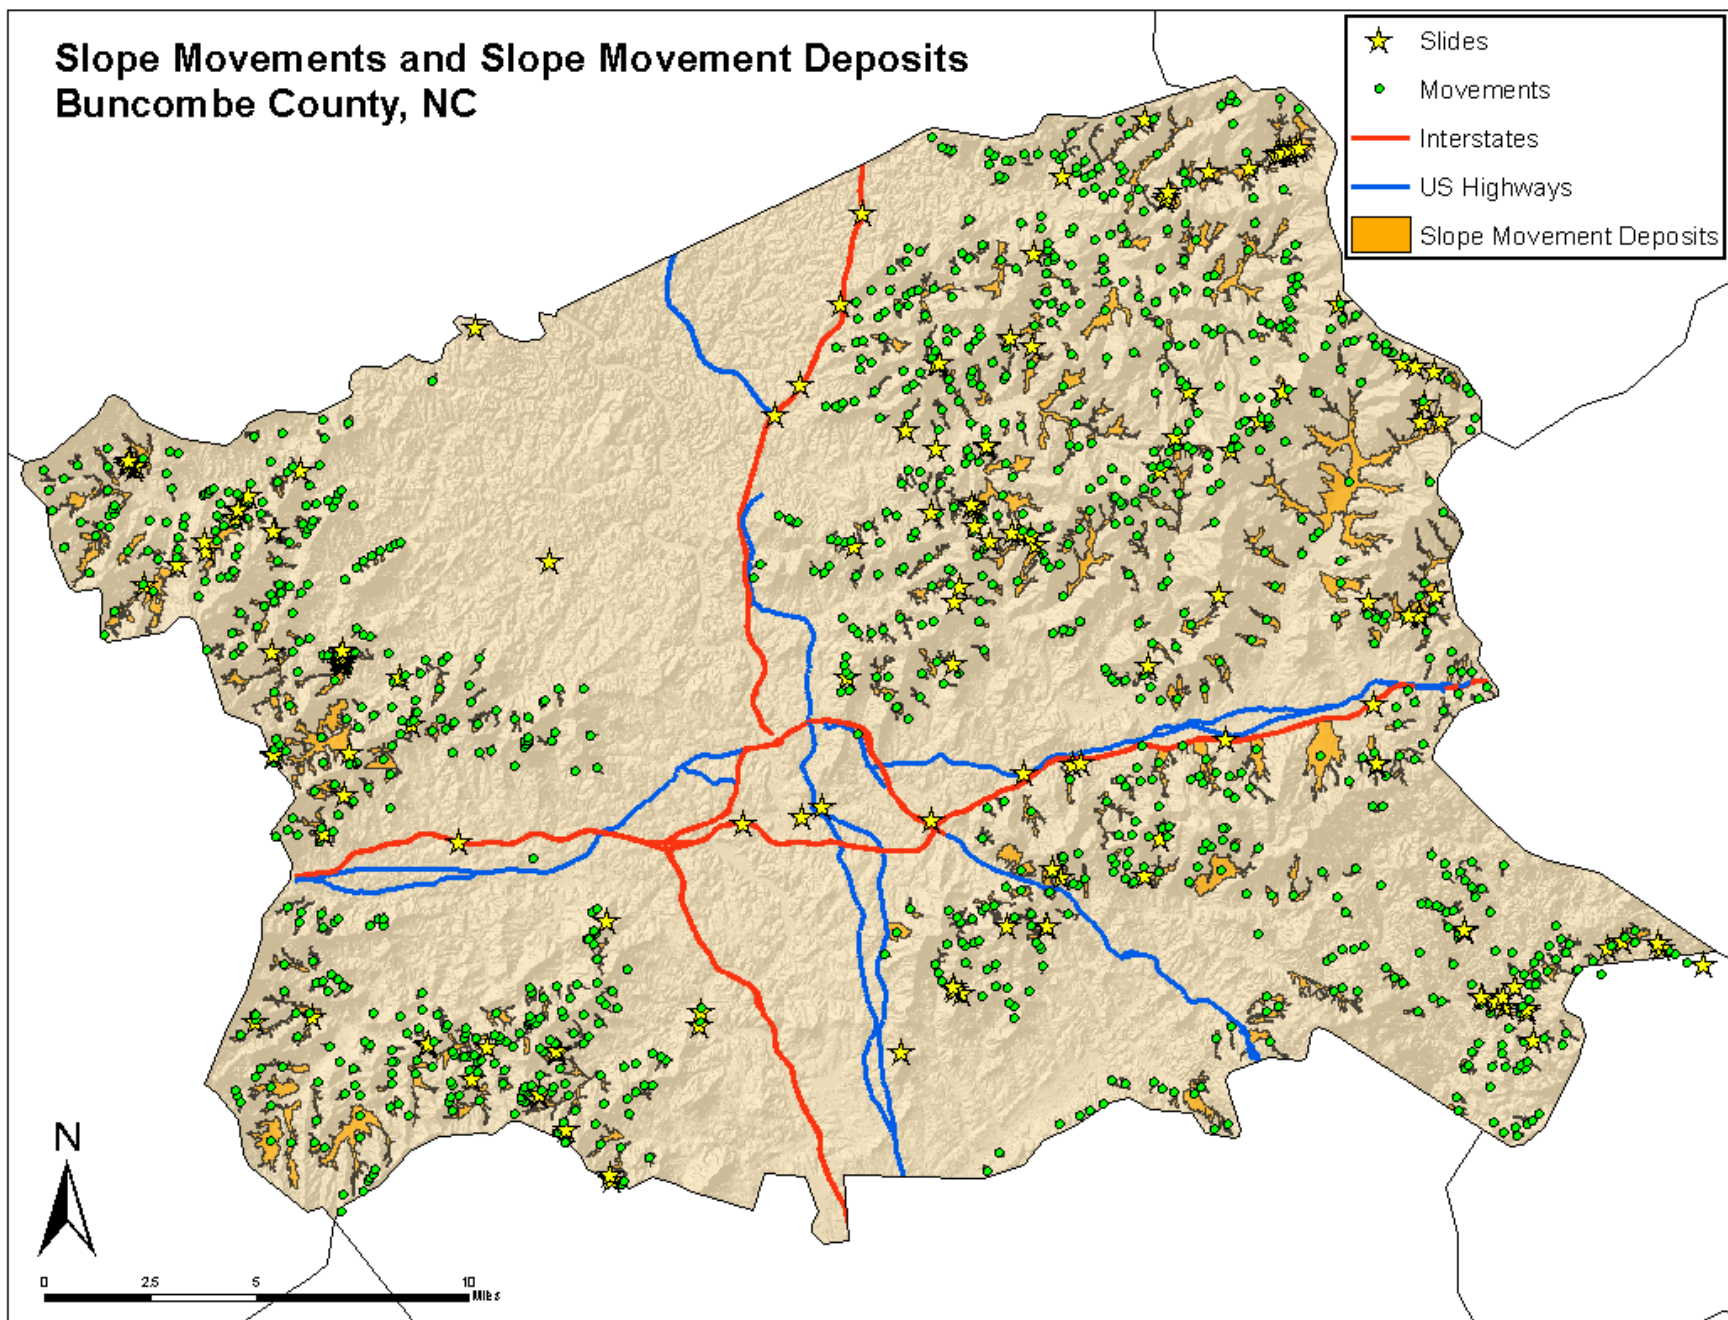 Slope Movements and Slope Movement Deposits
Buncombe County, NC
Slides
Movements
Interstates
US Highways
Slope Movement Deposits
N
0 2.5 5 10
Miles